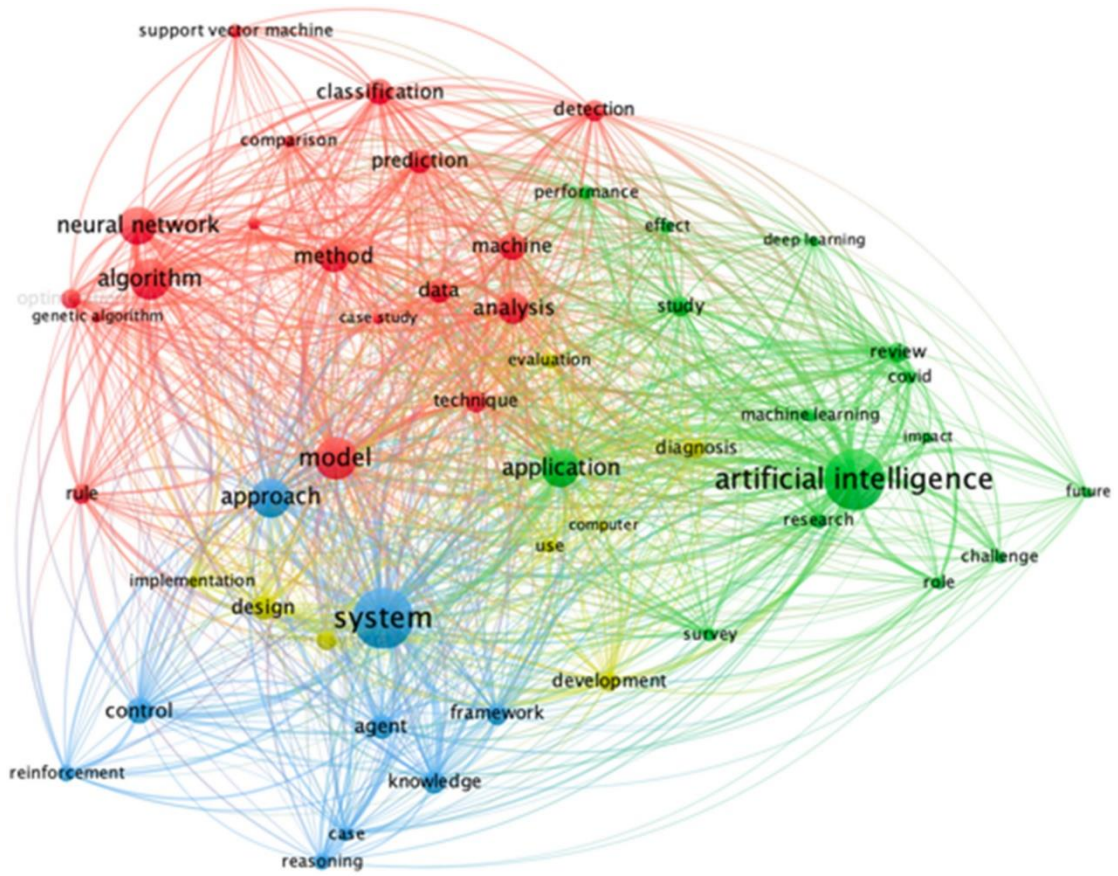 support vector machine
classification
detection
comparison
prediction
performance
neural network
effect
deep learning
machine
method
algorithm
data
genetic algorithm
case study
analysis
study
evaluation
review
covid
technique
machine learning
impact
diagnosis
model
application
artificial intelligence
rule
approach
future
research
computer
use
challenge
implementation
role
design
system
survey
development
control
framework
agent
reinforcement
knowledge
case
reasoning